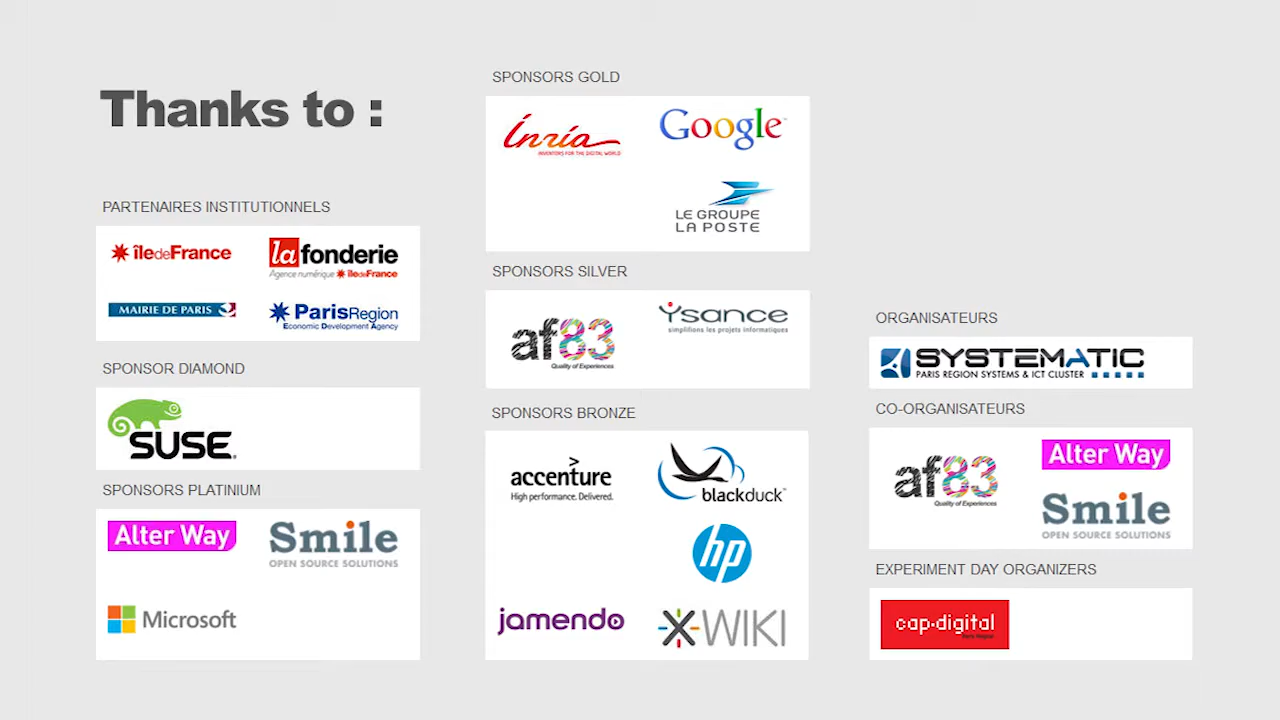 Thanks to :
PARTENAIRES INSTITUTIONNELS
îledeFrance
la fonderie
Agence numérique îledeFrance
MAIRIE DE PARIS
ParisRegion
Economic Development Agency
SPONSOR DIAMOND
SUSE
SPONSORS PLATINIUM
Alter Way
Smile
OPEN SOURCE SOLUTIONS
Microsoft
SPONSORS GOLD
Inria
INVENTORS FOR THE DIGITAL WORLD
Google
LE GROUPE
LA POSTE
SPONSORS SILVER
af83
Quality of Experiences
Ysance
simplifions les projets informatiques
SPONSORS BRONZE
accenture
High performance. Delivered.
blackduck
hp
jamendo
XWIKI
ORGANISATEURS
SYSTEMATIC
PARIS REGION SYSTEMS & ICT CLUSTER
CO-ORGANISATEURS
af83
Quality of Experiences
Alter Way
Smile
OPEN SOURCE SOLUTIONS
EXPERIMENT DAY ORGANIZERS
cap-digital